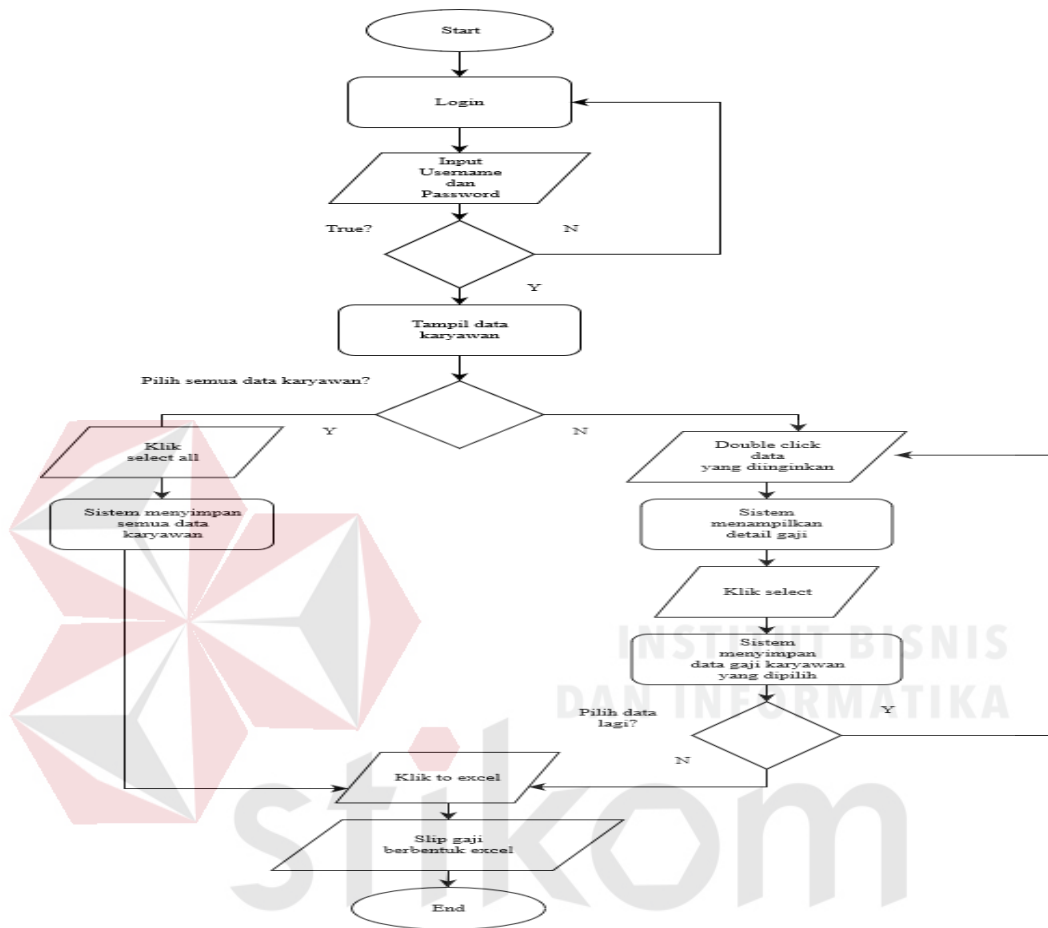 Start
Login
Input
Username
dan
Password
True?
N
Y
Tampil data
karyawan
Pilih semua data karyawan?
Y
N
Klik
select all
Double click
data
yang diinginkan
Sistem menyimpan
semua data
karyawan
Sistem
menampilkan
detail gaji
Klik select
INSTITUT BISNIS
DAN INFORMATIKA
Sistem
menyimpan
data gaji karyawan
yang dipilih
Pilih data
lagi?
Y
N
Klik to excel
stikom
Slip gaji
berbentuk excel
End